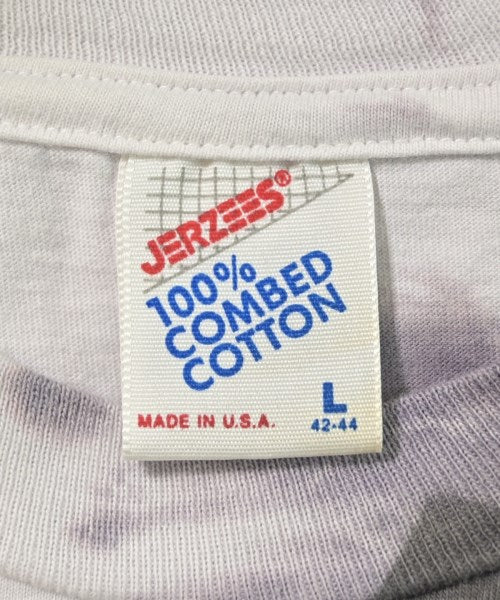 JERZEES®
100%
COMBED
COTTON
L
MADE IN U.S.A.
42-44